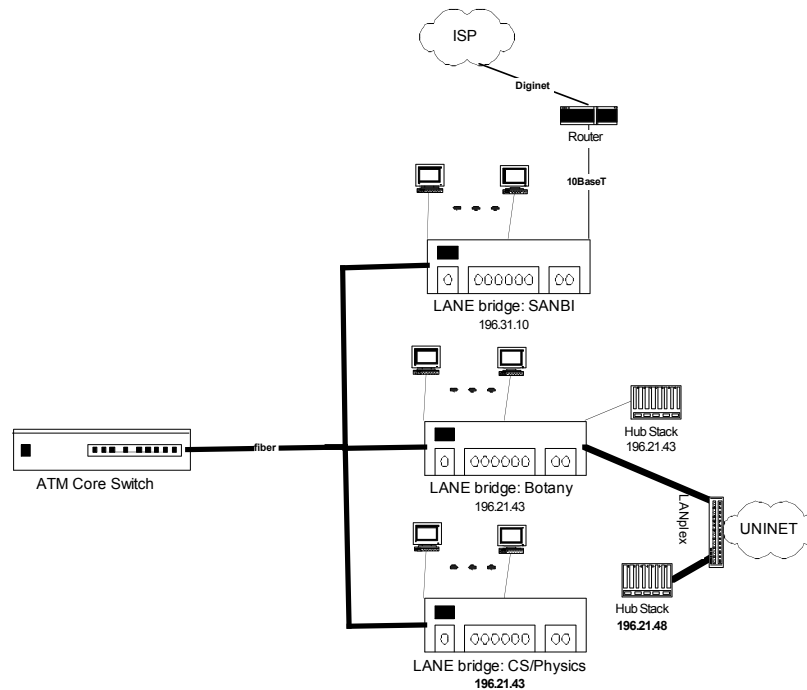 ISP
Diginet
Router
10BaseT
LANE bridge: SANBI
196.31.10
Hub Stack
196.21.43
fiber
ATM Core Switch
LANE bridge: Botany
196.21.43
LANplex
UNINET
Hub Stack
196.21.48
LANE bridge: CS/Physics
196.21.43